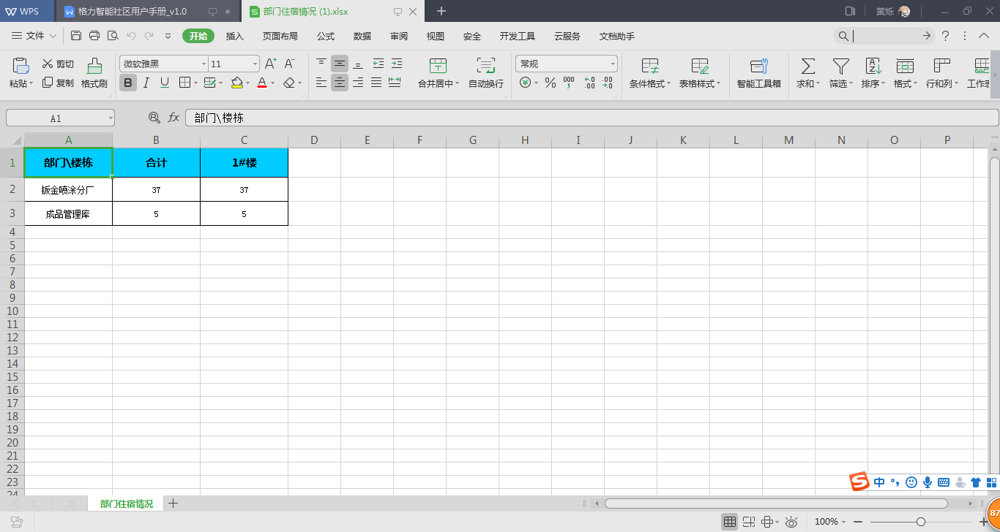 WPS 格力智能社区用户手册_v1.0 部门住宿情况 (1).xlsx 黄烁
文件 开始 插入 页面布局 公式 数据 审阅 视图 安全 开发工具 云服务 文档助手
剪切 微软雅黑 11 常规
粘贴 复制 格式刷 B I U A 合并居中 自动换行 % 000 条件格式 表格样式 智能工具箱 求和 筛选 排序 格式 行和列 工作表
A1 fx 部门\楼栋
A B C D E F G H I J K L M N O P
1 部门\楼栋 合计 1#楼
2 钣金喷涂分厂 37 37
3 成品管理库 5 5
4
5
6
7
8
9
10
11
12
13
14
15
16
17
18
19
20
21
22
23 中
24
部门住宿情况
100% 87